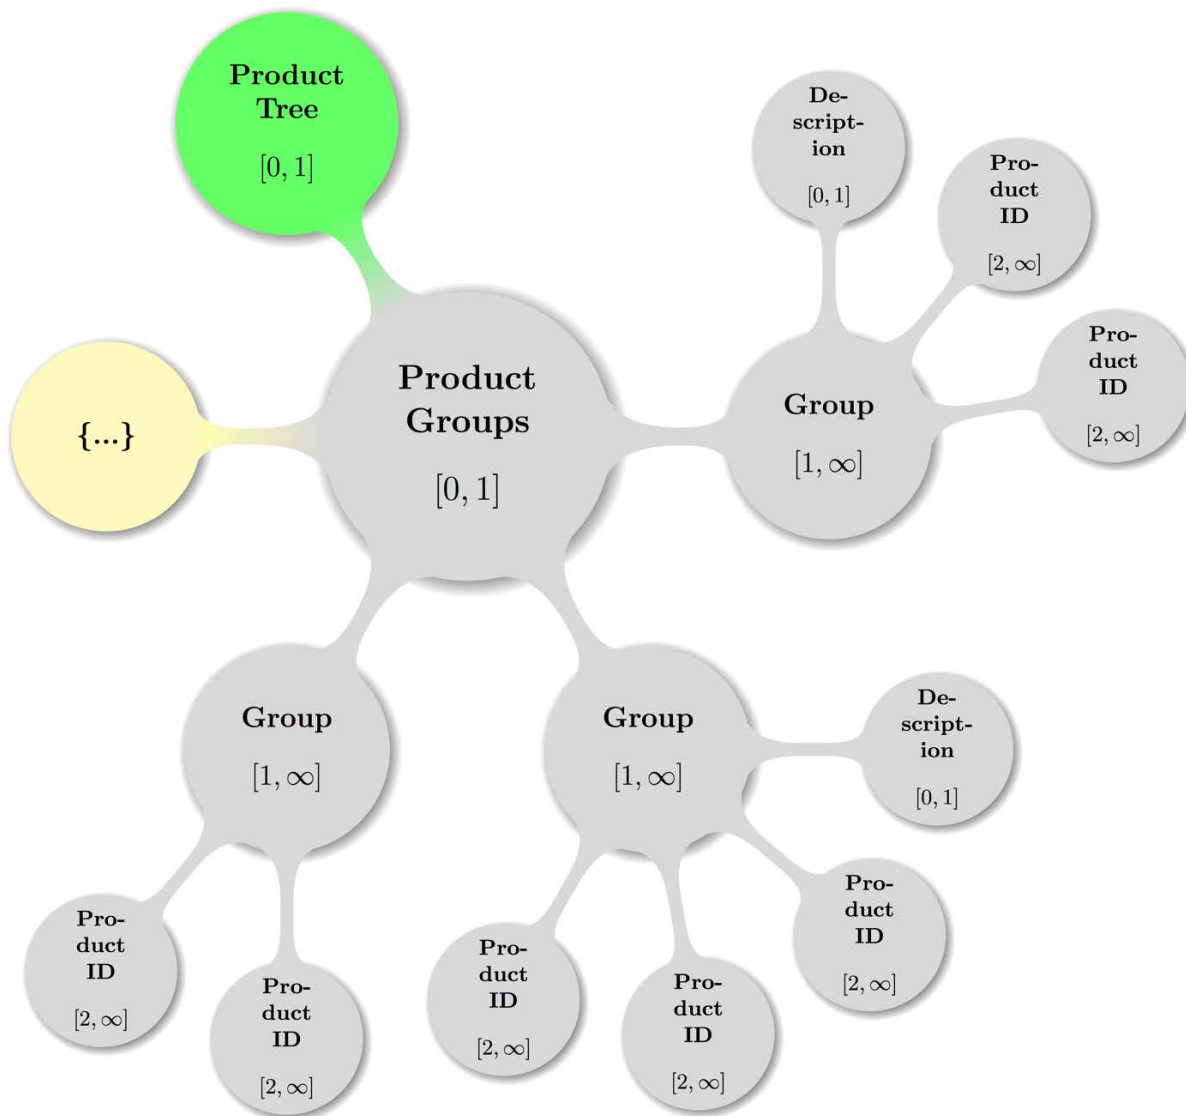 Product
Tree
[0, 1]
De-
script-
ion
[0, 1]
Pro-
duct
ID
[2, ∞]
Pro-
duct
ID
[2, ∞]
{...}
Product
Groups
[0, 1]
Group
[1, ∞]
Group
[1, ∞]
Group
[1, ∞]
De-
script-
ion
[0, 1]
Pro-
duct
ID
[2, ∞]
Pro-
duct
ID
[2, ∞]
Pro-
duct
ID
[2, ∞]
Pro-
duct
ID
[2, ∞]
Pro-
duct
ID
[2, ∞]